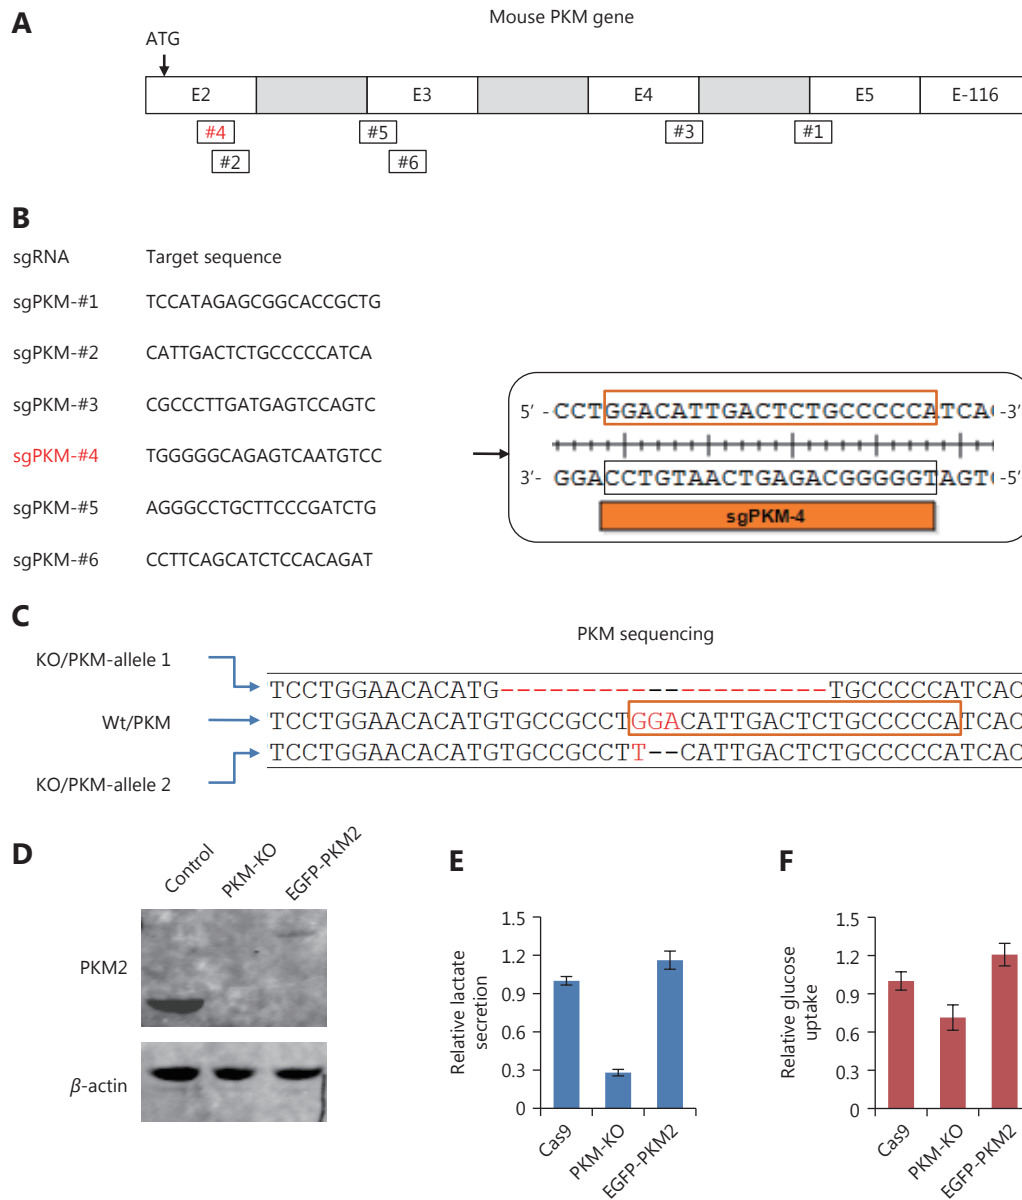 A
Mouse PKM gene
ATG
E2 E3 E4 E5 E-116
#4 #5 #3 #1
#2 #6
B
sgRNA Target sequence
sgPKM-#1 TCCATAGAGCGGCACCGCTG
sgPKM-#2 CATTGACTCTGCCCCCATCA
sgPKM-#3 CGCCCTTGATGAGTCCAGTC
sgPKM-#4 TGGGGGCAGAGTCAATGTCC
sgPKM-#5 AGGGCCTGCTTCCCGATCTG
sgPKM-#6 CCTTCAGCATCTCCACAGAT
5′ - CCTGGACATTGACTCTGCCCCCATCA -3′
3′- GGACCTGTAACTGAGACGGGGGTAGT -5′
sgPKM-4
C
PKM sequencing
KO/PKM-allele 1 TCCTGGAACACATG--------------------TGCCCCCATCAC
Wt/PKM TCCTGGAACACATGTGCCGCCTGGACATTGACTCTGCCCCCATCAC
KO/PKM-allele 2 TCCTGGAACACATGTGCCGCCTT--CATTGACTCTGCCCCCATCAC
D
Control PKM-KO EGFP-PKM2
PKM2
β-actin
E
Relative lactate
secretion
1.5
1.2
0.9
0.6
0.3
0
Cas9 PKM-KO EGFP-PKM2
F
Relative glucose
uptake
1.5
1.2
0.9
0.6
0.3
0
Cas9 PKM-KO EGFP-PKM2